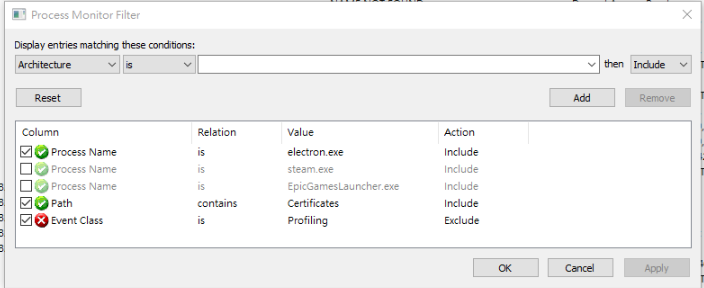 Process Monitor Filter
Display entries matching these conditions:
Architecture is then Include
Reset Add Remove
Column Relation Value Action
Process Name is electron.exe Include
Process Name is steam.exe Include
Process Name is EpicGamesLauncher.exe Include
Path contains Certificates Include
Event Class is Profiling Exclude
OK Cancel Apply